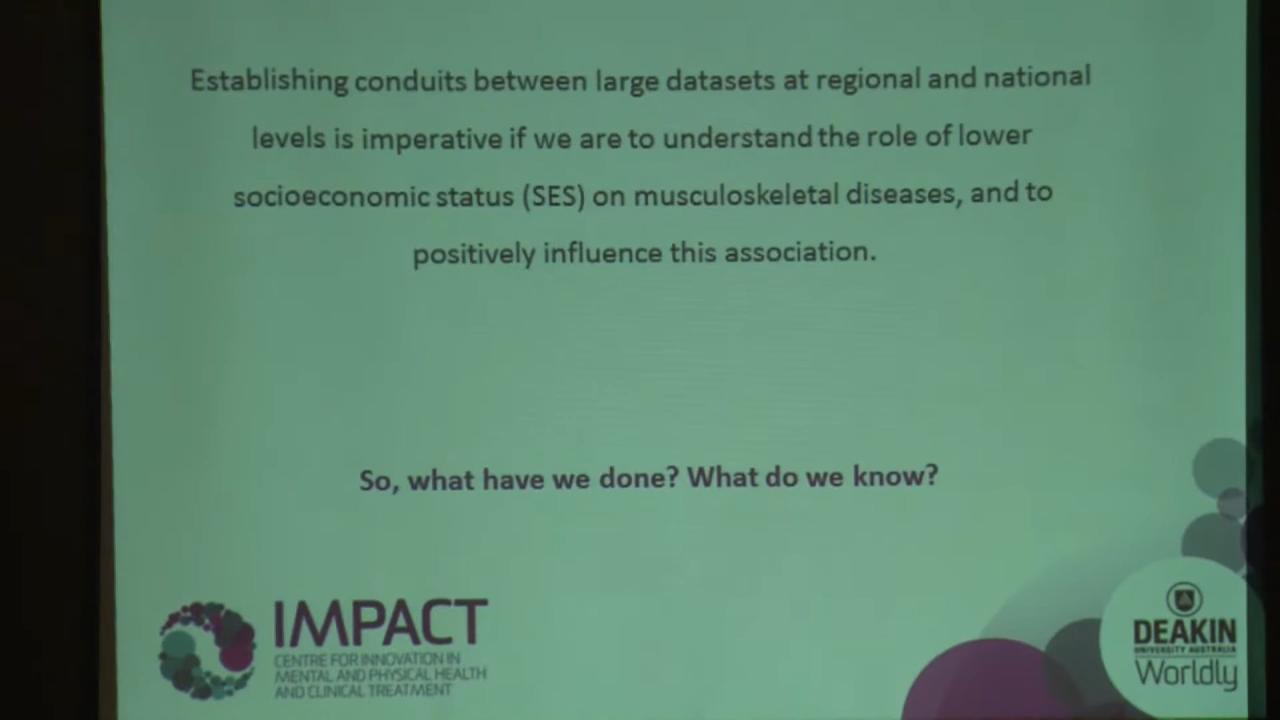 Establishing conduits between large datasets at regional and national
levels is imperative if we are to understand the role of lower
socioeconomic status (SES) on musculoskeletal diseases, and to
positively influence this association.
So, what have we done? What do we know?
IMPACT
CENTRE FOR INNOVATION IN
MENTAL AND PHYSICAL HEALTH
AND CLINICAL TREATMENT
DEAKIN
UNIVERSITY AUSTRALIA
Worldly